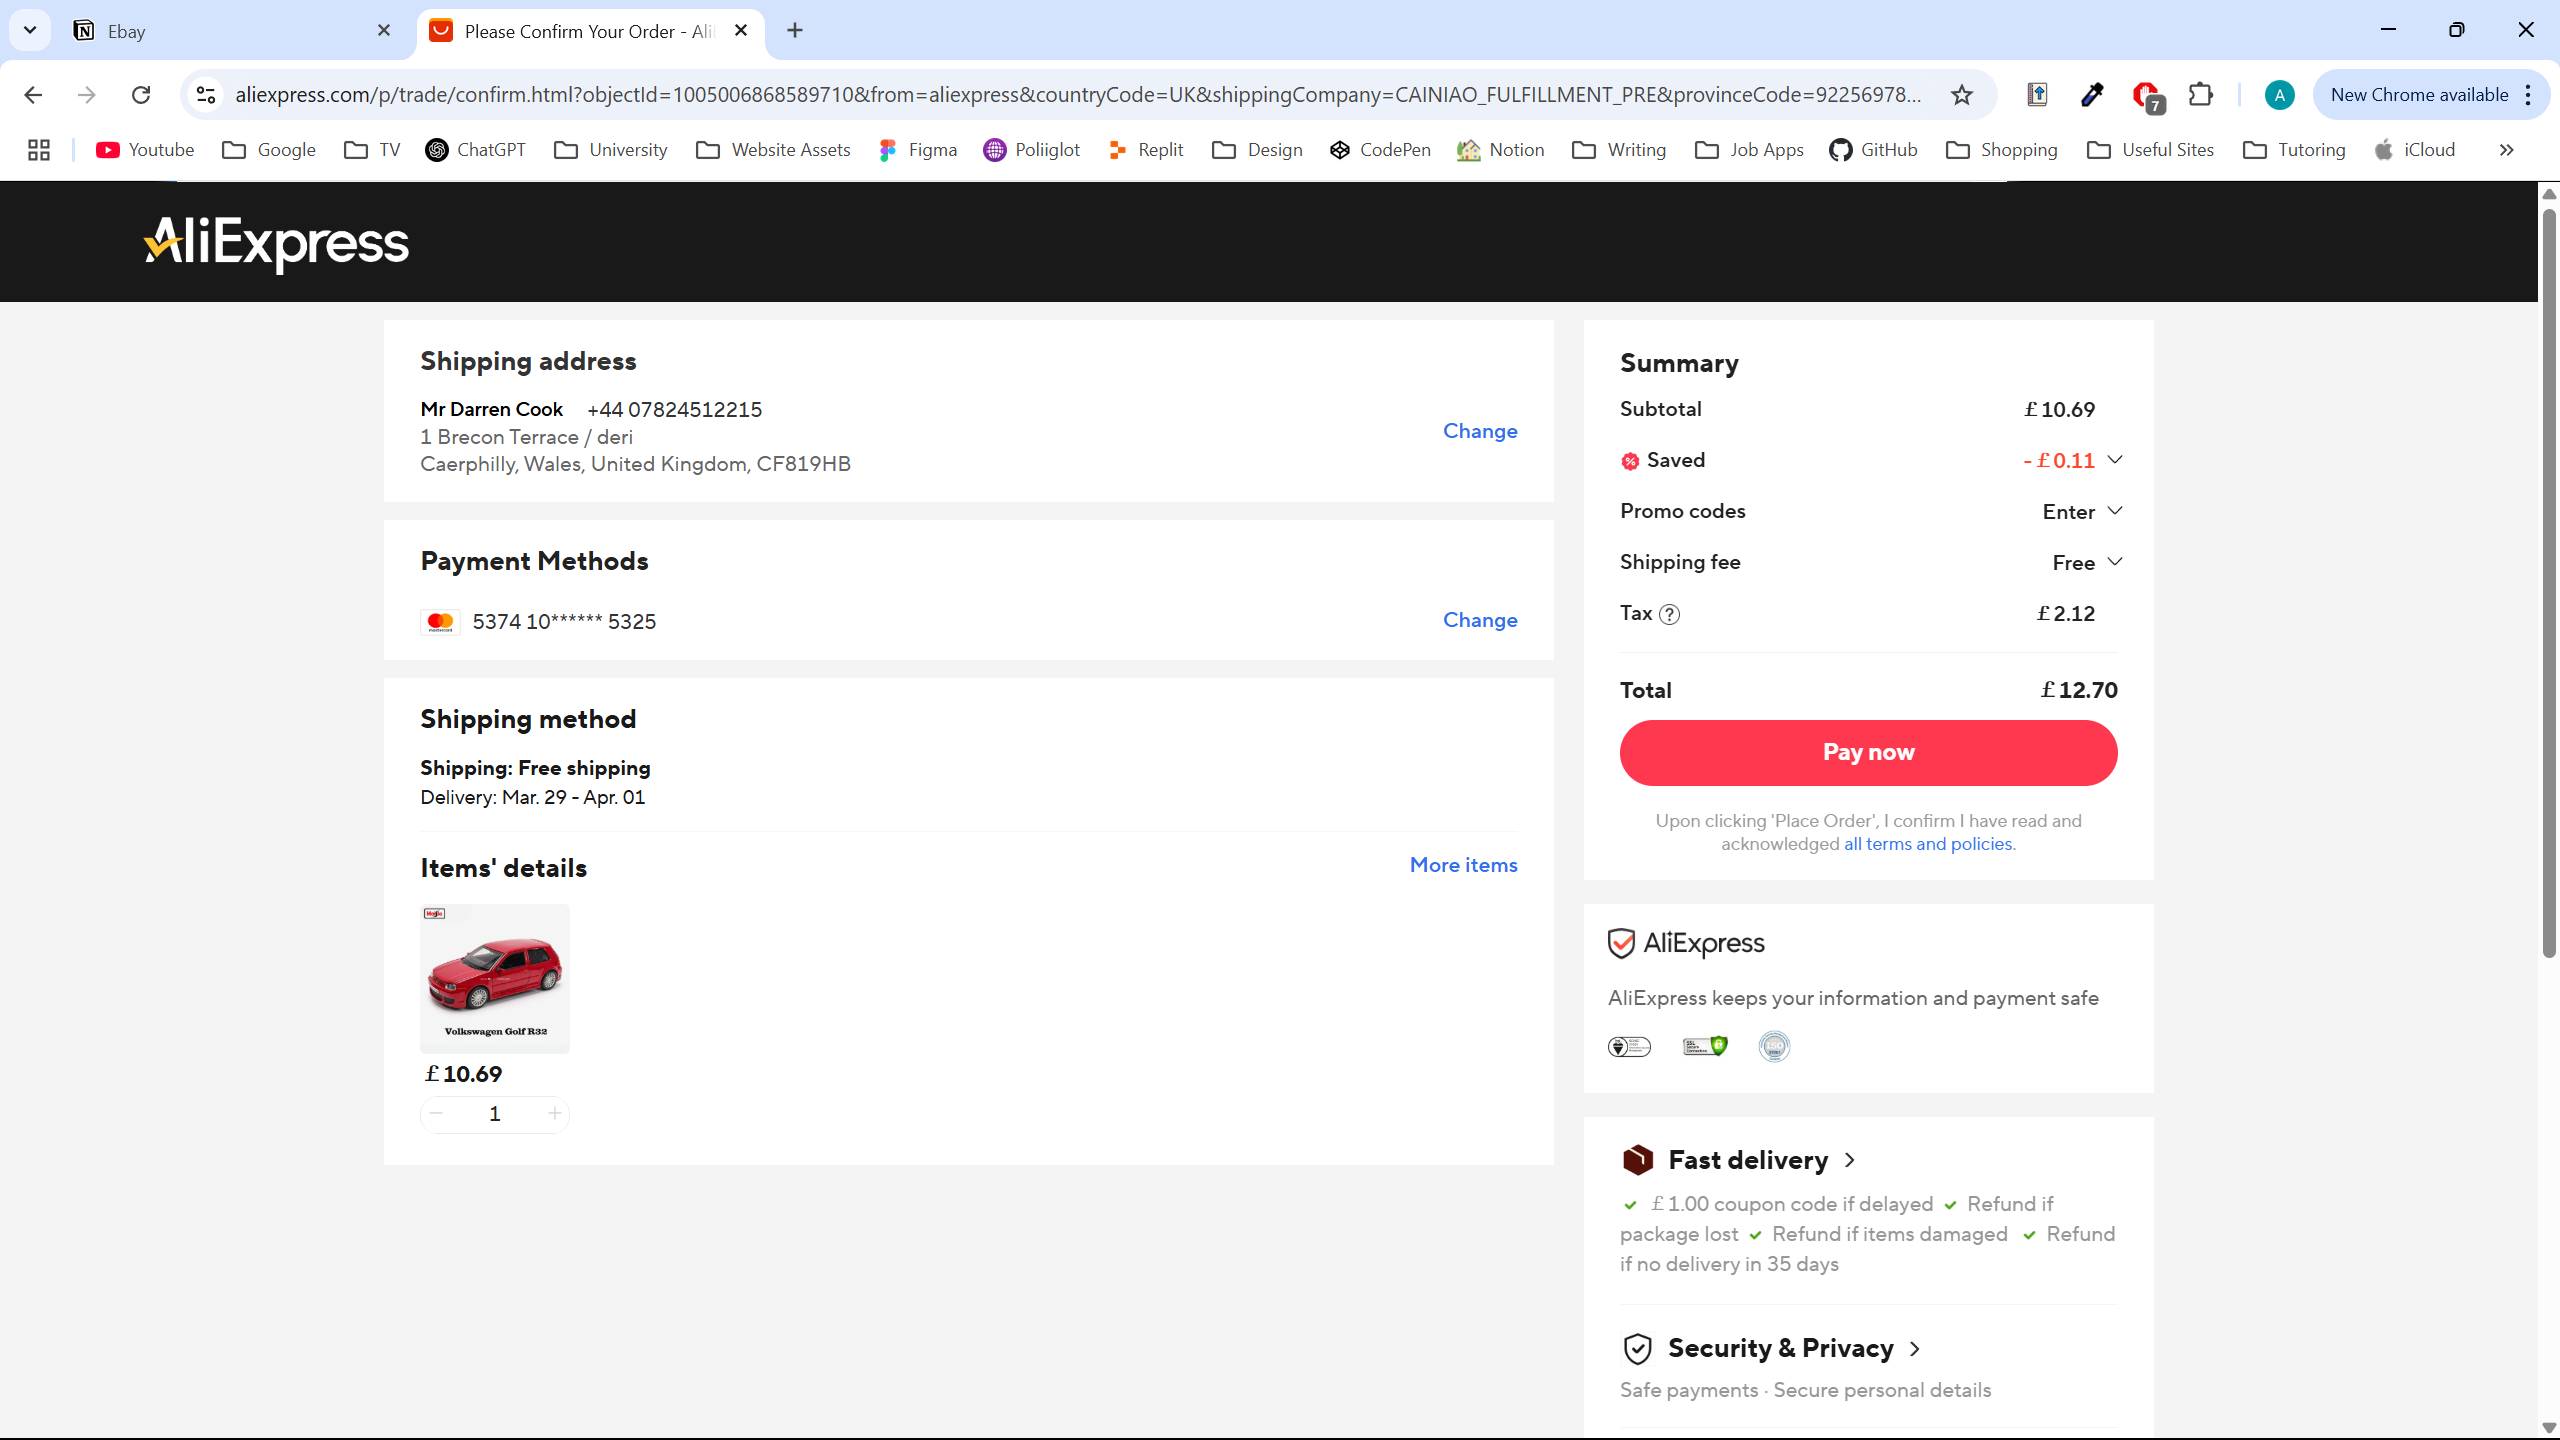 Ebay
Please Confirm Your Order - Ali
aliexpress.com/p/trade/confirm.html?objectId=1005006868589710&from=aliexpress&countryCode=UK&shippingCompany=CAINIAO_FULFILLMENT_PRE&provinceCode=92256978...
7
A
New Chrome available
Youtube
Google
TV
ChatGPT
University
Website Assets
Figma
Poliiglot
Replit
Design
CodePen
Notion
Writing
Job Apps
GitHub
Shopping
Useful Sites
Tutoring
iCloud
AliExpress
Shipping address
Mr Darren Cook +44 07824512215
1 Brecon Terrace / deri
Caerphilly, Wales, United Kingdom, CF819HB
Change
Payment Methods
5374 10****** 5325
Change
Shipping method
Shipping: Free shipping
Delivery: Mar. 29 - Apr. 01
Items' details
More items
Maisto
Volkswagen Golf R32
£10.69
1
Summary
Subtotal £10.69
Saved -£0.11
Promo codes Enter
Shipping fee Free
Tax ? £2.12
Total £12.70
Pay now
Upon clicking 'Place Order', I confirm I have read and
acknowledged all terms and policies.
AliExpress
AliExpress keeps your information and payment safe
Fast delivery
£1.00 coupon code if delayed Refund if
package lost Refund if items damaged Refund
if no delivery in 35 days
Security & Privacy
Safe payments · Secure personal details